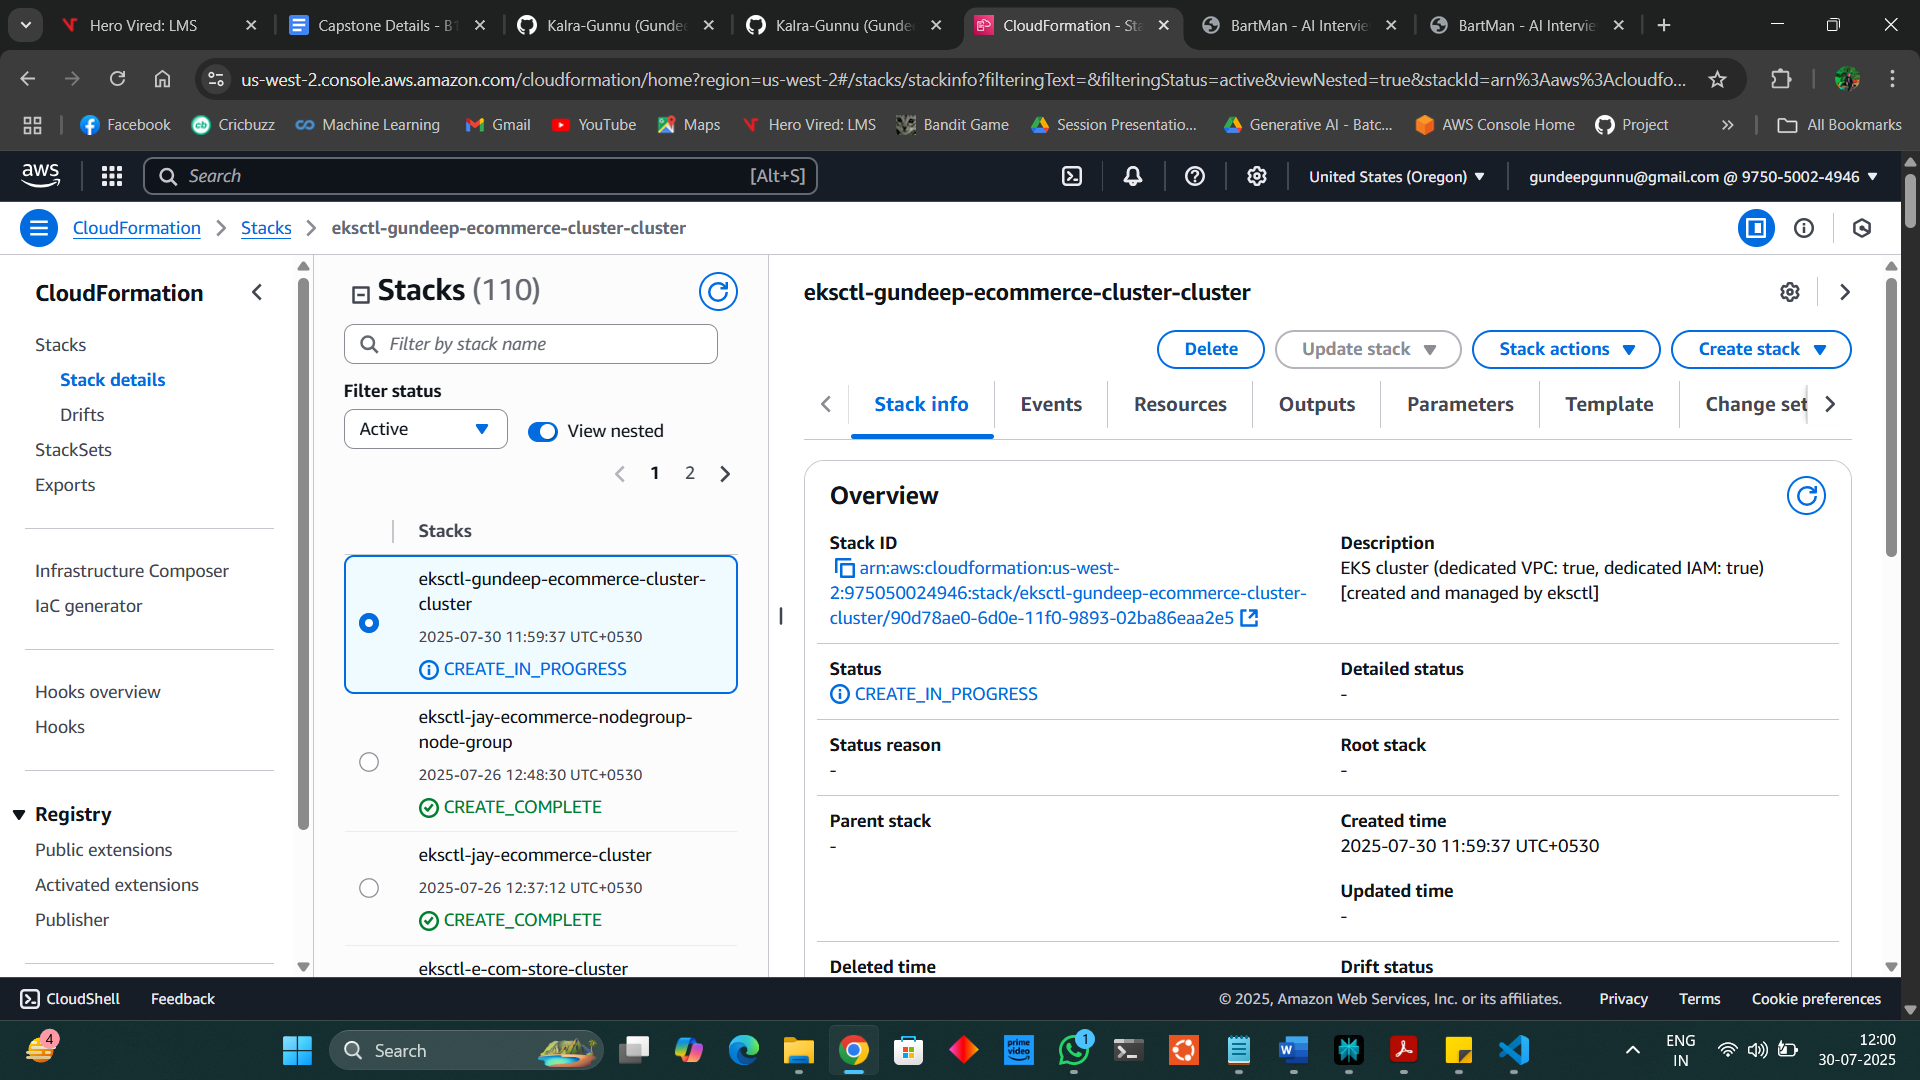 Hero Vired: LMS
Capstone Details - B1
Kalra-Gunnu (Gunde
Kalra-Gunnu (Gunde
CloudFormation - Sta
BartMan - AI Intervie
BartMan - AI Intervie
us-west-2.console.aws.amazon.com/cloudformation/home?region=us-west-2#/stacks/stackinfo?filteringText=&filteringStatus=active&viewNested=true&stackId=arn%3Aaws%3Acloudfo...
Facebook
Cricbuzz
Machine Learning
Gmail
YouTube
Maps
Hero Vired: LMS
Bandit Game
Session Presentatio...
Generative AI - Batc...
AWS Console Home
Project
All Bookmarks
aws
Search
[Alt+S]
United States (Oregon)
gundeepgunnu@gmail.com @ 9750-5002-4946
CloudFormation
Stacks
eksctl-gundeep-ecommerce-cluster-cluster
CloudFormation
Stacks
Stack details
Drifts
StackSets
Exports
Infrastructure Composer
IaC generator
Hooks overview
Hooks
Registry
Public extensions
Activated extensions
Publisher
Stacks (110)
Filter by stack name
Filter status
Active
View nested
1 2
Stacks
eksctl-gundeep-ecommerce-cluster-
cluster
2025-07-30 11:59:37 UTC+0530
CREATE_IN_PROGRESS
eksctl-jay-ecommerce-nodegroup-
node-group
2025-07-26 12:48:30 UTC+0530
CREATE_COMPLETE
eksctl-jay-ecommerce-cluster
2025-07-26 12:37:12 UTC+0530
CREATE_COMPLETE
eksctl-e-com-store-cluster
eksctl-gundeep-ecommerce-cluster-cluster
Delete
Update stack
Stack actions
Create stack
Stack info
Events
Resources
Outputs
Parameters
Template
Change set
Overview
Stack ID
arn:aws:cloudformation:us-west-
2:975050024946:stack/eksctl-gundeep-ecommerce-cluster-
cluster/90d78ae0-6d0e-11f0-9893-02ba86eaa2e5
Description
EKS cluster (dedicated VPC: true, dedicated IAM: true)
[created and managed by eksctl]
Status
CREATE_IN_PROGRESS
Detailed status
-
Status reason
-
Root stack
-
Parent stack
-
Created time
2025-07-30 11:59:37 UTC+0530
Updated time
-
Deleted time
Drift status
CloudShell
Feedback
© 2025, Amazon Web Services, Inc. or its affiliates.
Privacy
Terms
Cookie preferences
4
Search
prime video
1
ENG
IN
12:00
30-07-2025